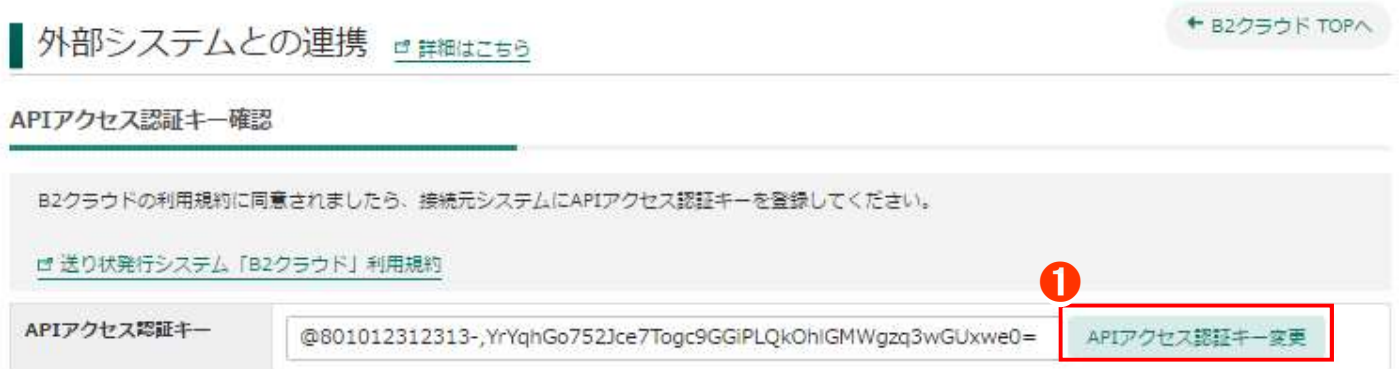 外部システムとの連携 詳細はこちら
B2クラウド TOPへ
APIアクセス認証キー確認
B2クラウドの利用規約に同意されましたら、接続元システムにAPIアクセス認証キーを登録してください。
送り状発行システム「B2クラウド」利用規約
1
APIアクセス認証キー @801012312313-,YrYqhGo752Jce7Togc9GGiPLQkOhIGMWgzq3wGUxwe0= APIアクセス認証キー変更